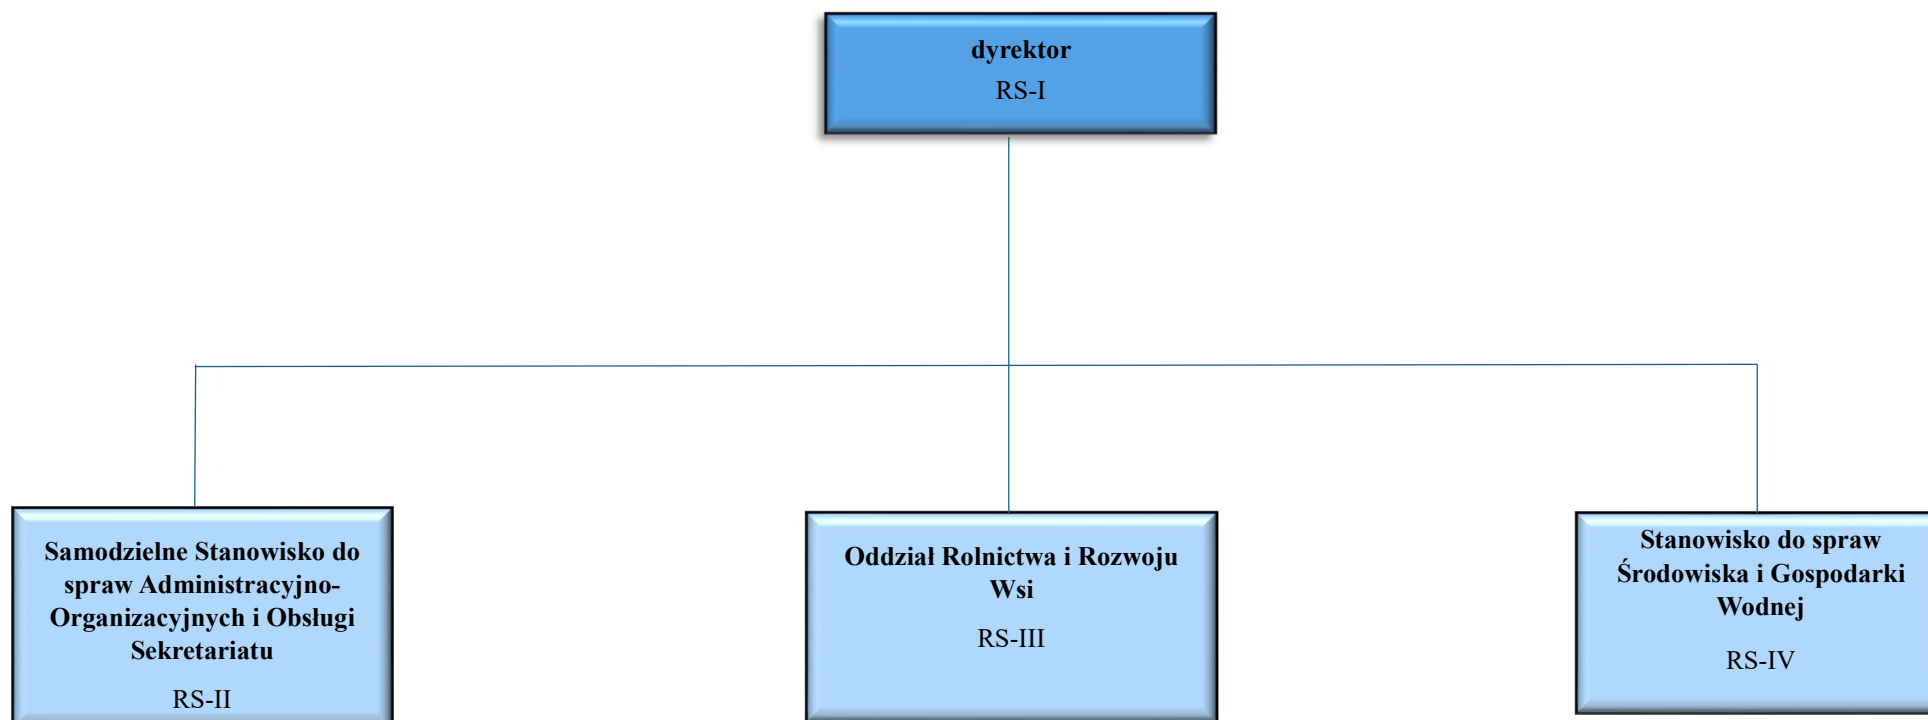 dyrektor
RS-I
Samodzielne Stanowisko do
spraw Administracyjno-
Organizacyjnych i Obsługi
Sekretariatu
RS-II
Oddział Rolnictwa i Rozwoju
Wsi
RS-III
Stanowisko do spraw
Środowiska i Gospodarki
Wodnej
RS-IV